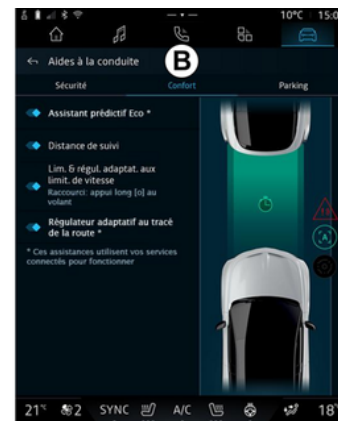 10°C 15:0
Aides à la conduite
B
Sécurité Confort Parking
Assistant prédictif Eco *
Distance de suivi
Lim. & régul. adaptat. aux
limit. de vitesse
Raccourci: appui long [o] au
volant
Régulateur adaptatif au tracé
de la route *
* Ces assistances utilisent vos services
connectés pour fonctionner
[A]
21° 2 SYNC A/C 18°